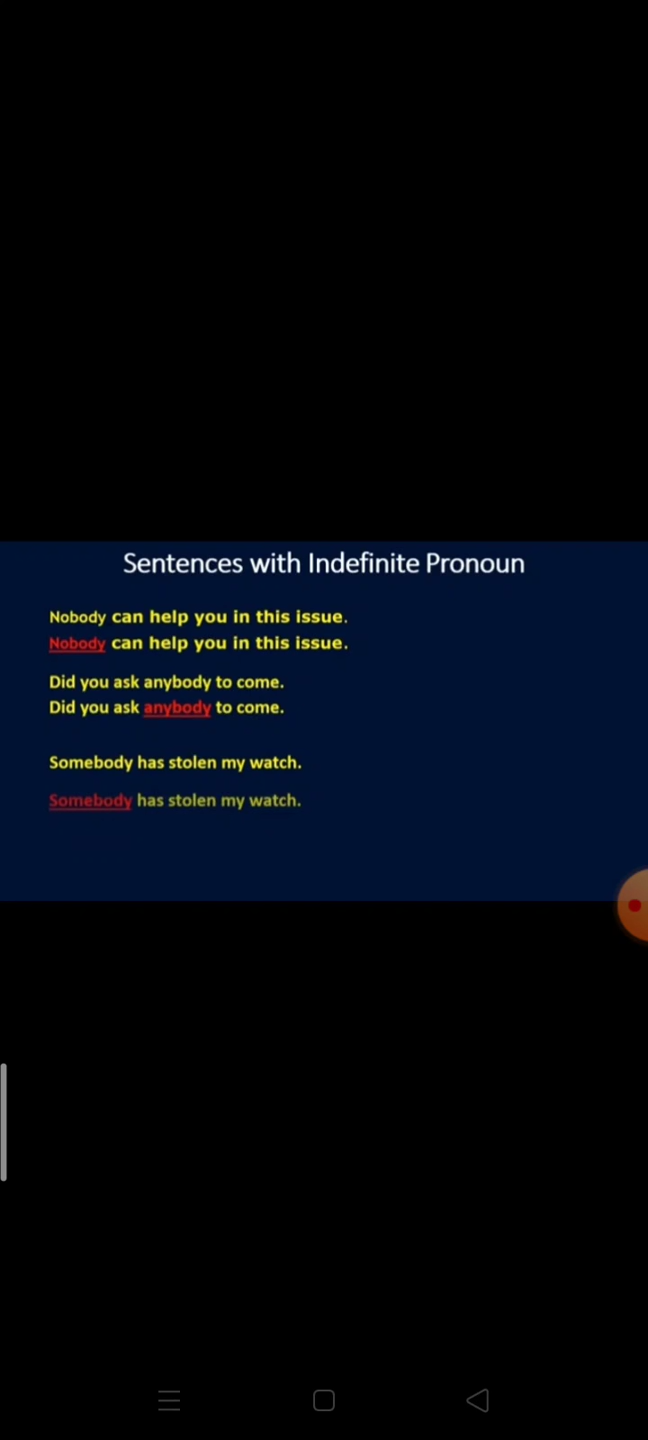 Sentences with Indefinite Pronoun
Nobody can help you in this issue.
Nobody can help you in this issue.
Did you ask anybody to come.
Did you ask anybody to come.
Somebody has stolen my watch.
Somebody has stolen my watch.